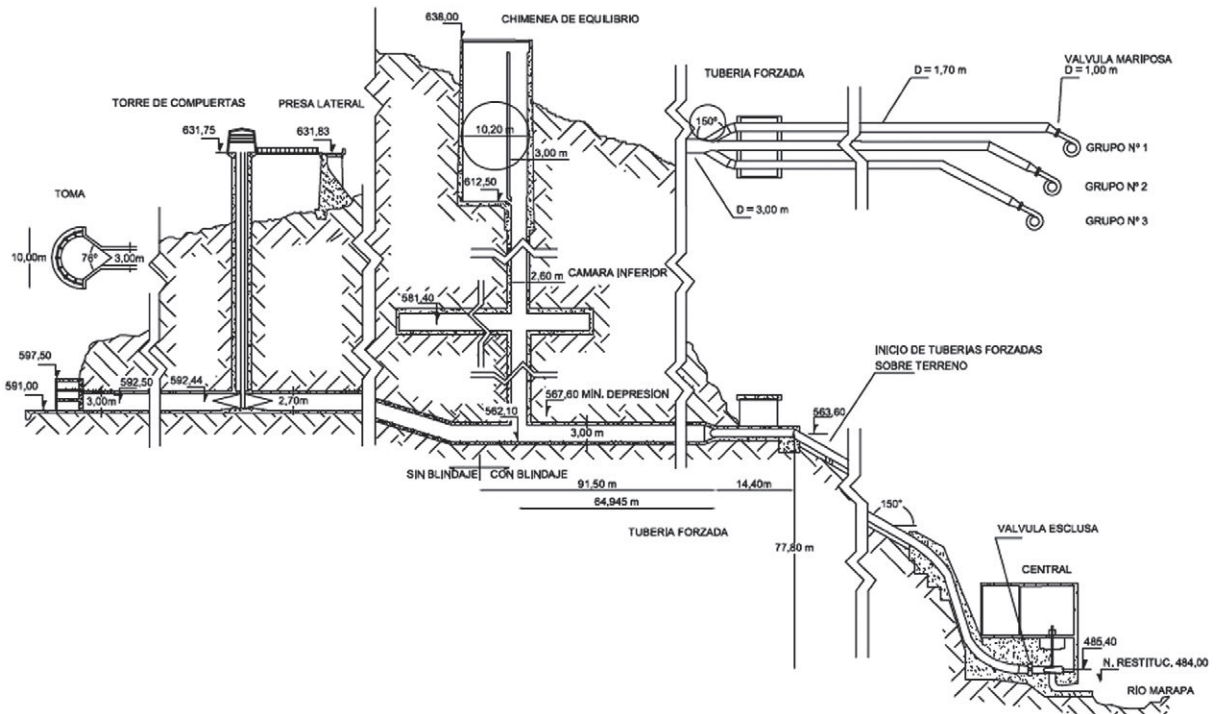 638,00
CHIMENEA DE EQUILIBRIO
TORRE DE COMPUERTAS
PRESA LATERAL
631,75
631,83
TUBERIA FORZADA
D = 1,70 m
VALVULA MARIPOSA
D = 1,00 m
150º
10,20 m
3,00 m
GRUPO Nº 1
GRUPO Nº 2
GRUPO Nº 3
612,50
D = 3,00 m
TOMA
10,00m
76º
3,00m
CAMARA INFERIOR
2,60 m
581,40
INICIO DE TUBERIAS FORZADAS
SOBRE TERRENO
597,50
591,00
592,50
592,44
3,00m
2,70m
567,60 MÍN. DEPRESIÓN
562,10
3,00 m
563,60
SIN BLINDAJE
CON BLINDAJE
91,50 m
14,40m
64,945 m
TUBERIA FORZADA
77,80 m
150°
VALVULA ESCLUSA
CENTRAL
485,40
N. RESTITUC. 484,00
RÍO MARAPA